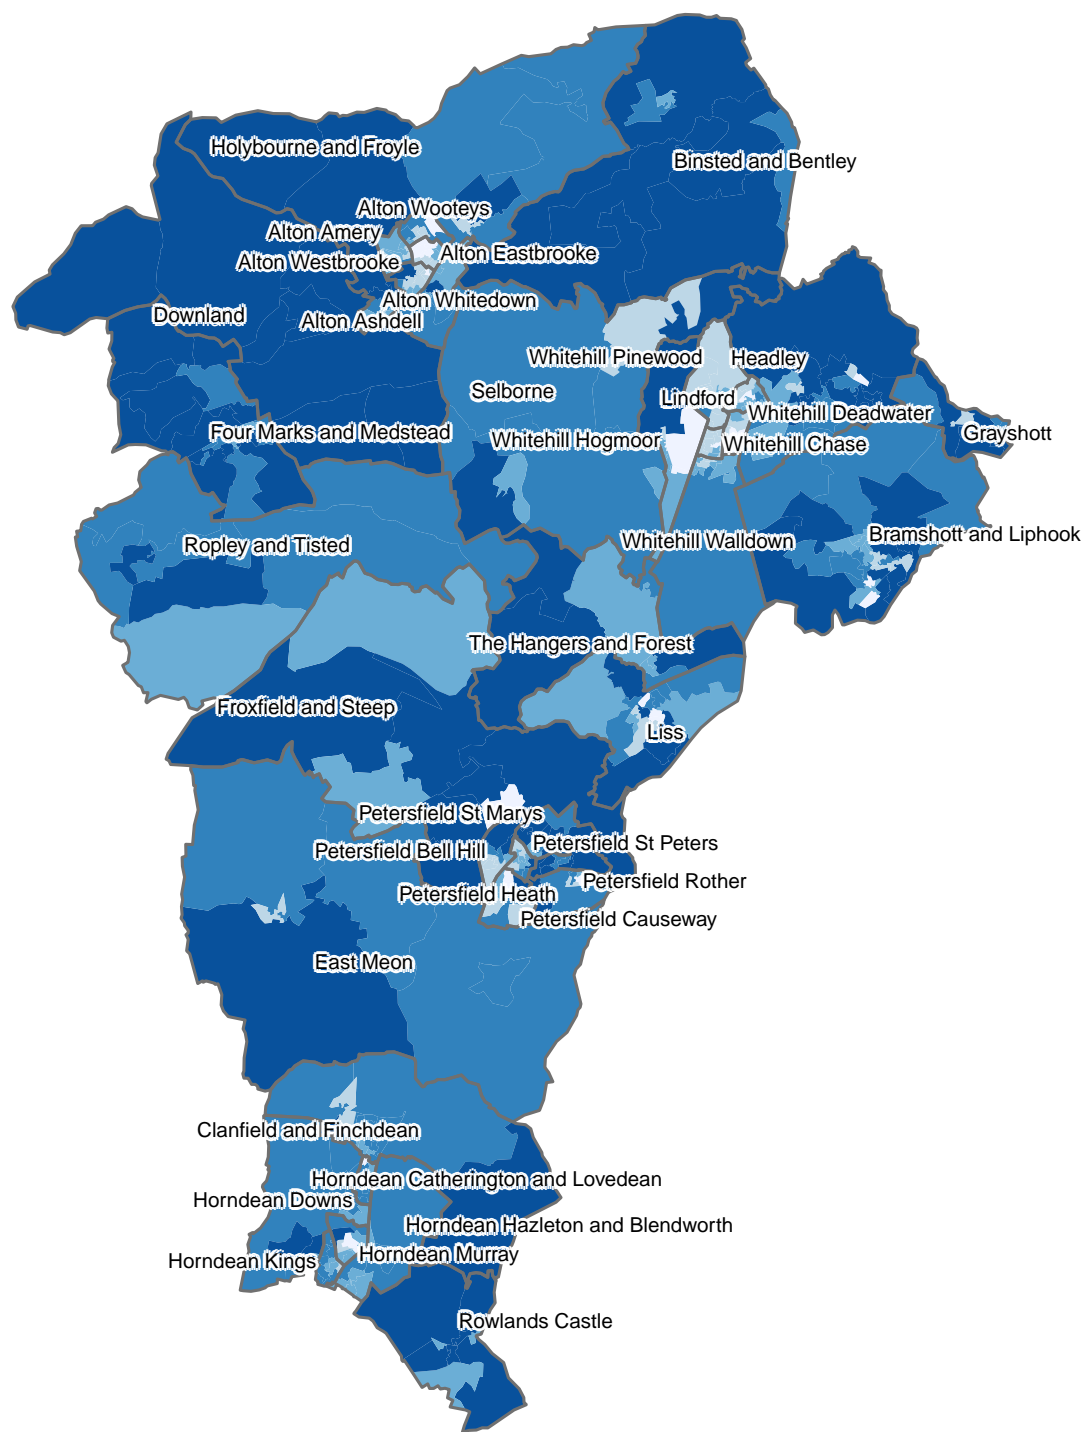 Holybourne and Froyle
Binsted and Bentley
Alton Wooteys
Alton Amery
Alton Eastbrooke
Alton Westbrooke
Alton Whitedown
Downland
Alton Ashdell
Whitehill Pinewood
Headley
Selborne
Lindford
Whitehill Deadwater
Four Marks and Medstead
Grayshott
Whitehill Hogmoor
Whitehill Chase
Bramshott and Liphook
Whitehill Walldown
Ropley and Tisted
The Hangers and Forest
Froxfield and Steep
Liss
Petersfield St Marys
Petersfield St Peters
Petersfield Bell Hill
Petersfield Rother
Petersfield Heath
Petersfield Causeway
East Meon
Clanfield and Finchdean
Horndean Catherington and Lovedean
Horndean Downs
Horndean Hazleton and Blendworth
Horndean Murray
Horndean Kings
Rowlands Castle